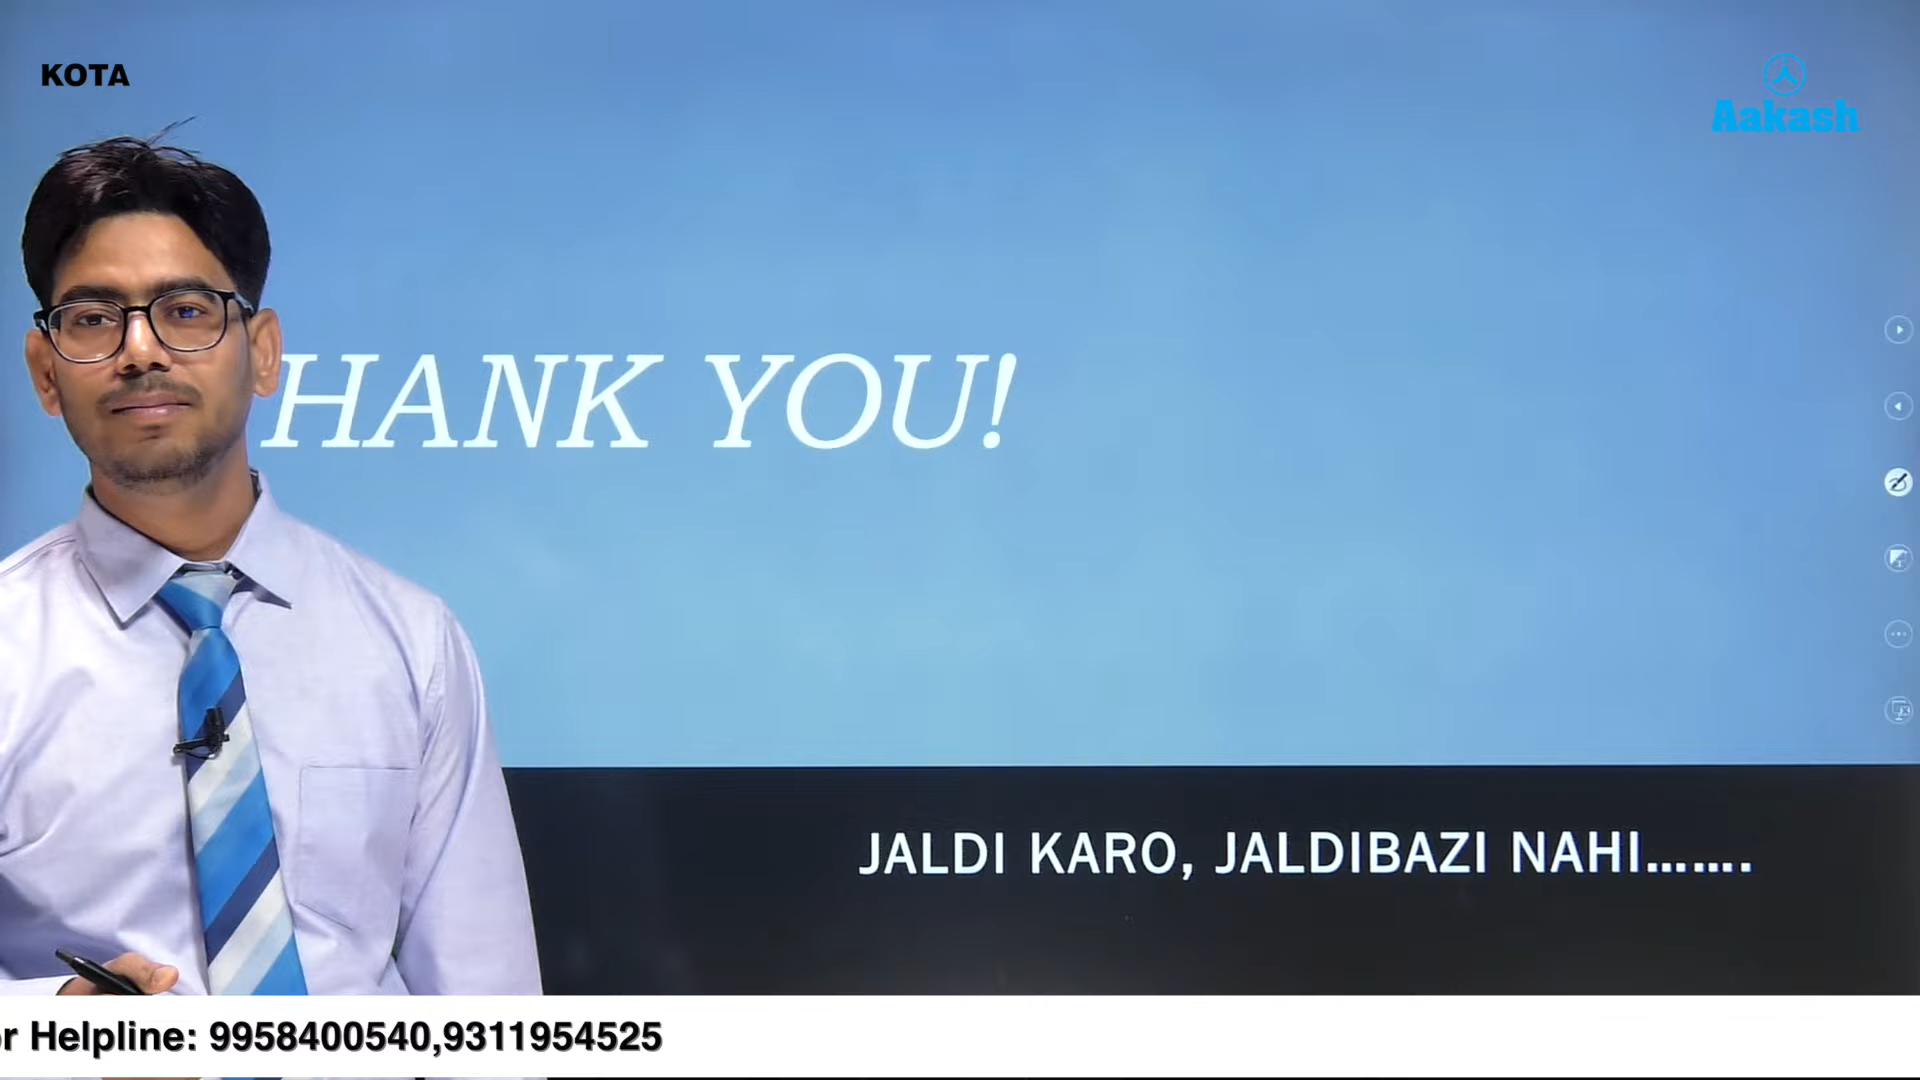 KOTA
Aakash
HANK YOU!
JALDI KARO, JALDIBAZI NAHI.......
r Helpline: 9958400540,9311954525